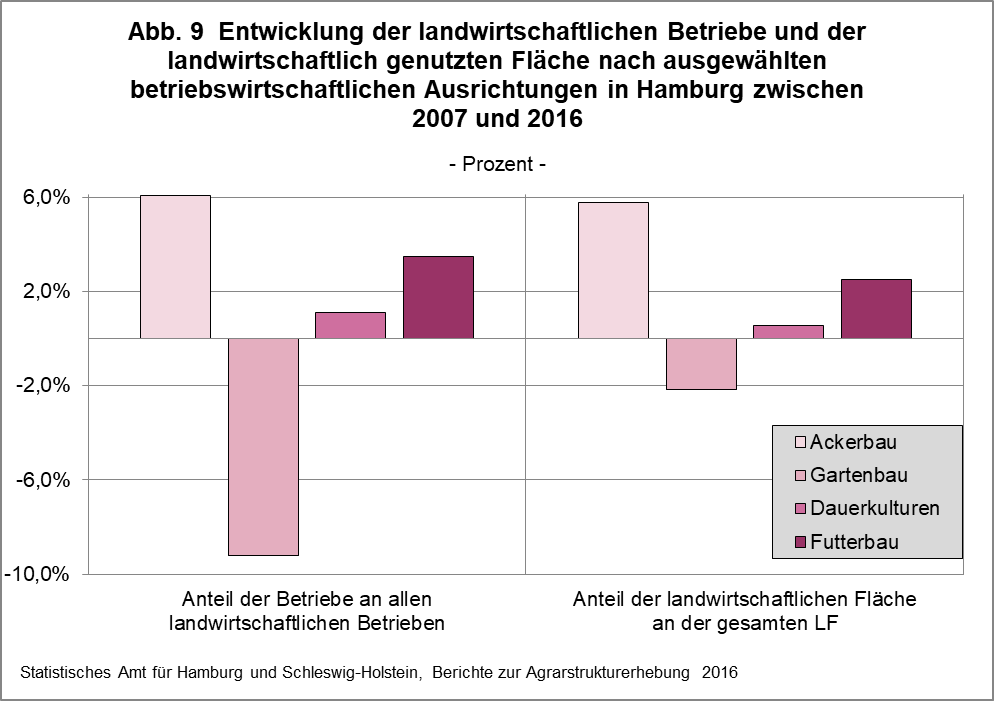 Abb. 9 Entwicklung der landwirtschaftlichen Betriebe und der
landwirtschaftlich genutzten Fläche nach ausgewählten
betriebswirtschaftlichen Ausrichtungen in Hamburg zwischen
2007 und 2016
- Prozent -
6,0%
2,0%
-2,0%
-6,0%
-10,0%
Ackerbau
Gartenbau
Dauerkulturen
Futterbau
Anteil der Betriebe an allen
landwirtschaftlichen Betrieben
Anteil der landwirtschaftlichen Fläche
an der gesamten LF
Statistisches Amt für Hamburg und Schleswig-Holstein, Berichte zur Agrarstrukturerhebung 2016